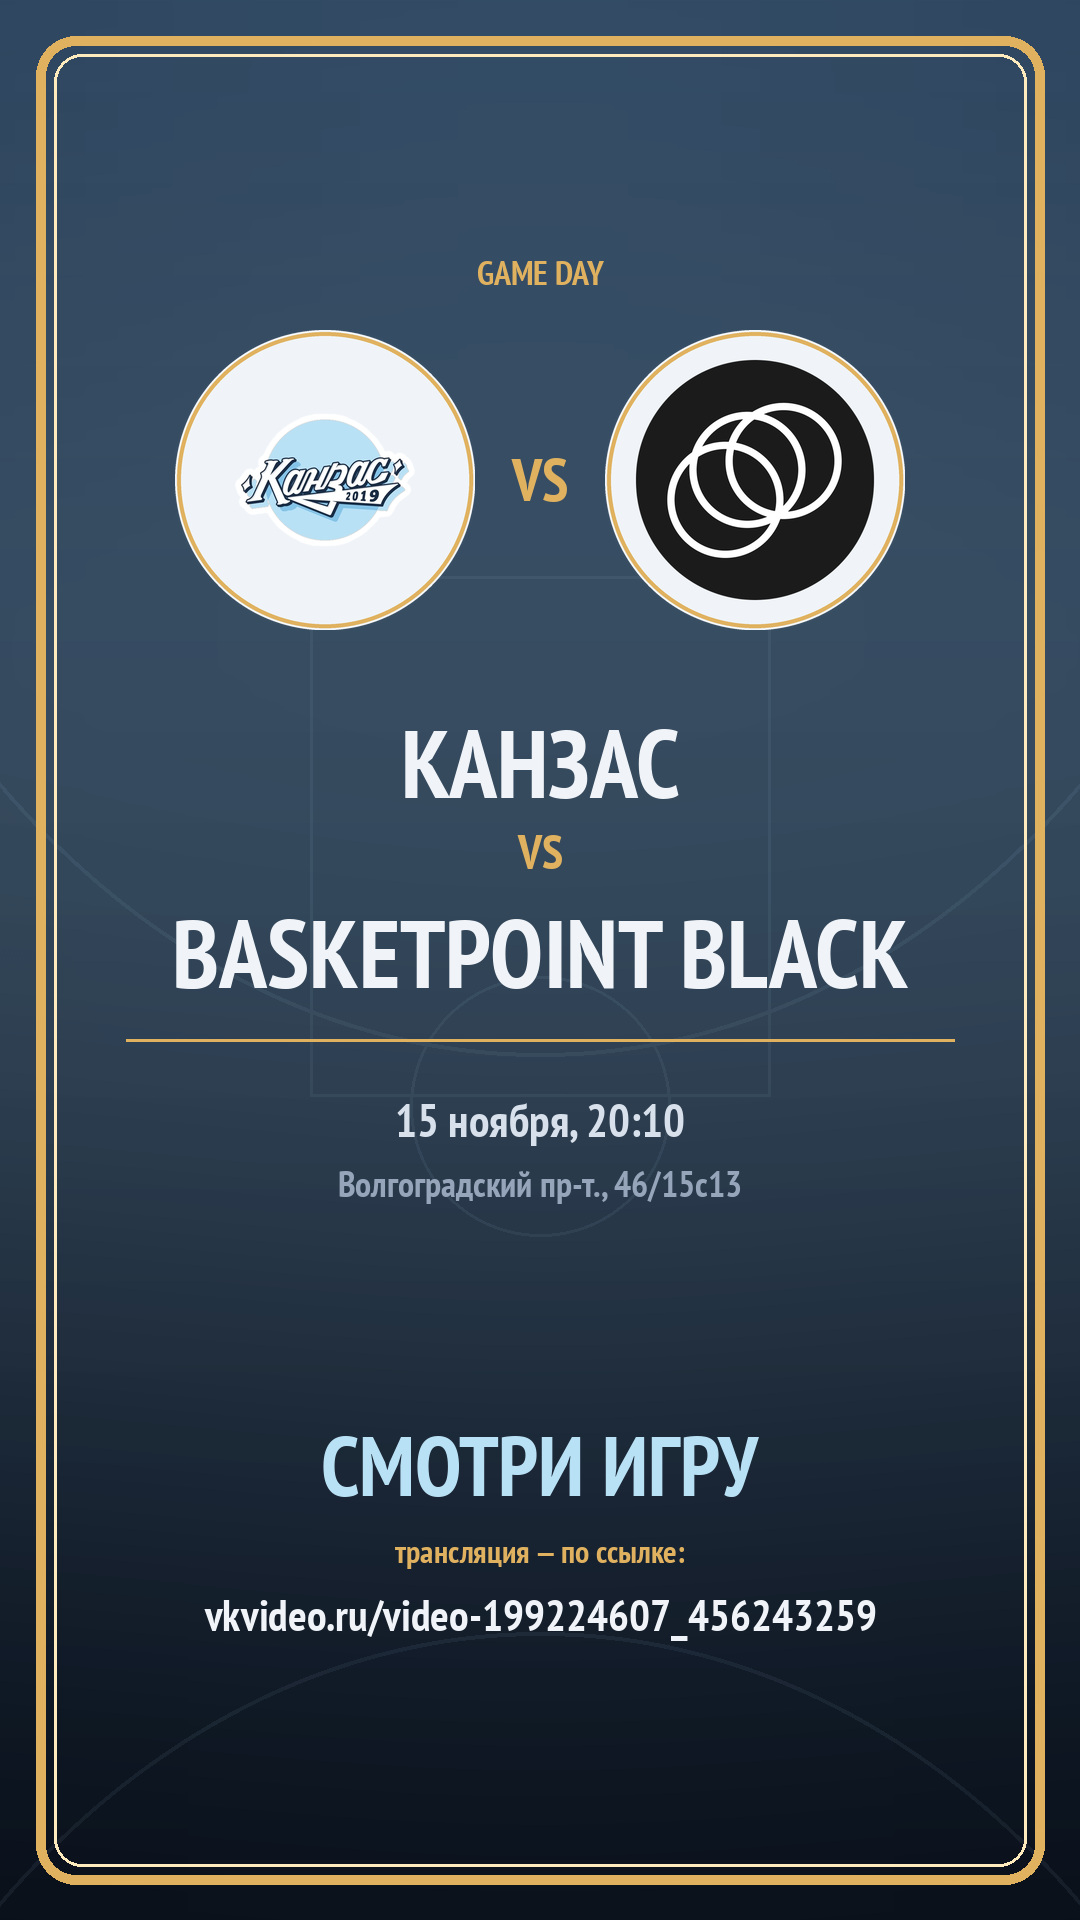 GAME DAY
Канзас
2019
VS
КАНЗАС
VS
BASKETPOINT BLACK
15 ноября, 20:10
Волгоградский пр-т., 46/15с13
СМОТРИ ИГРУ
трансляция — по ссылке:
vkvideo.ru/video-199224607_456243259